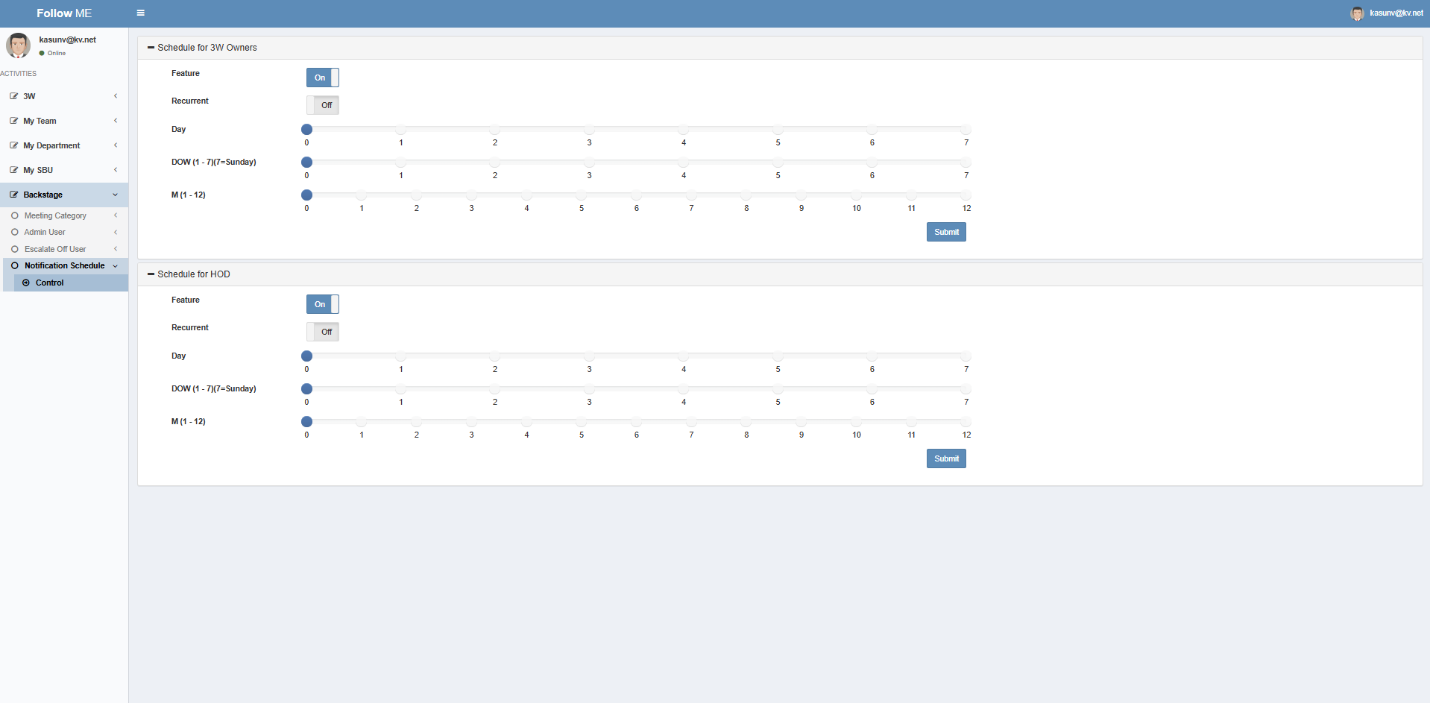 Follow ME
kasunv@kv.net
kasunv@kv.net
Online
ACTIVITIES
3W
My Team
My Department
My SBU
Backstage
Meeting Category
Admin User
Escalate Off User
Notification Schedule
Control
Schedule for 3W Owners
Feature On
Recurrent Off
Day
0 1 2 3 4 5 6 7
DOW (1 - 7)(7=Sunday)
0 1 2 3 4 5 6 7
M (1 - 12)
0 1 2 3 4 5 6 7 8 9 10 11 12
Submit
Schedule for HOD
Feature On
Recurrent Off
Day
0 1 2 3 4 5 6 7
DOW (1 - 7)(7=Sunday)
0 1 2 3 4 5 6 7
M (1 - 12)
0 1 2 3 4 5 6 7 8 9 10 11 12
Submit